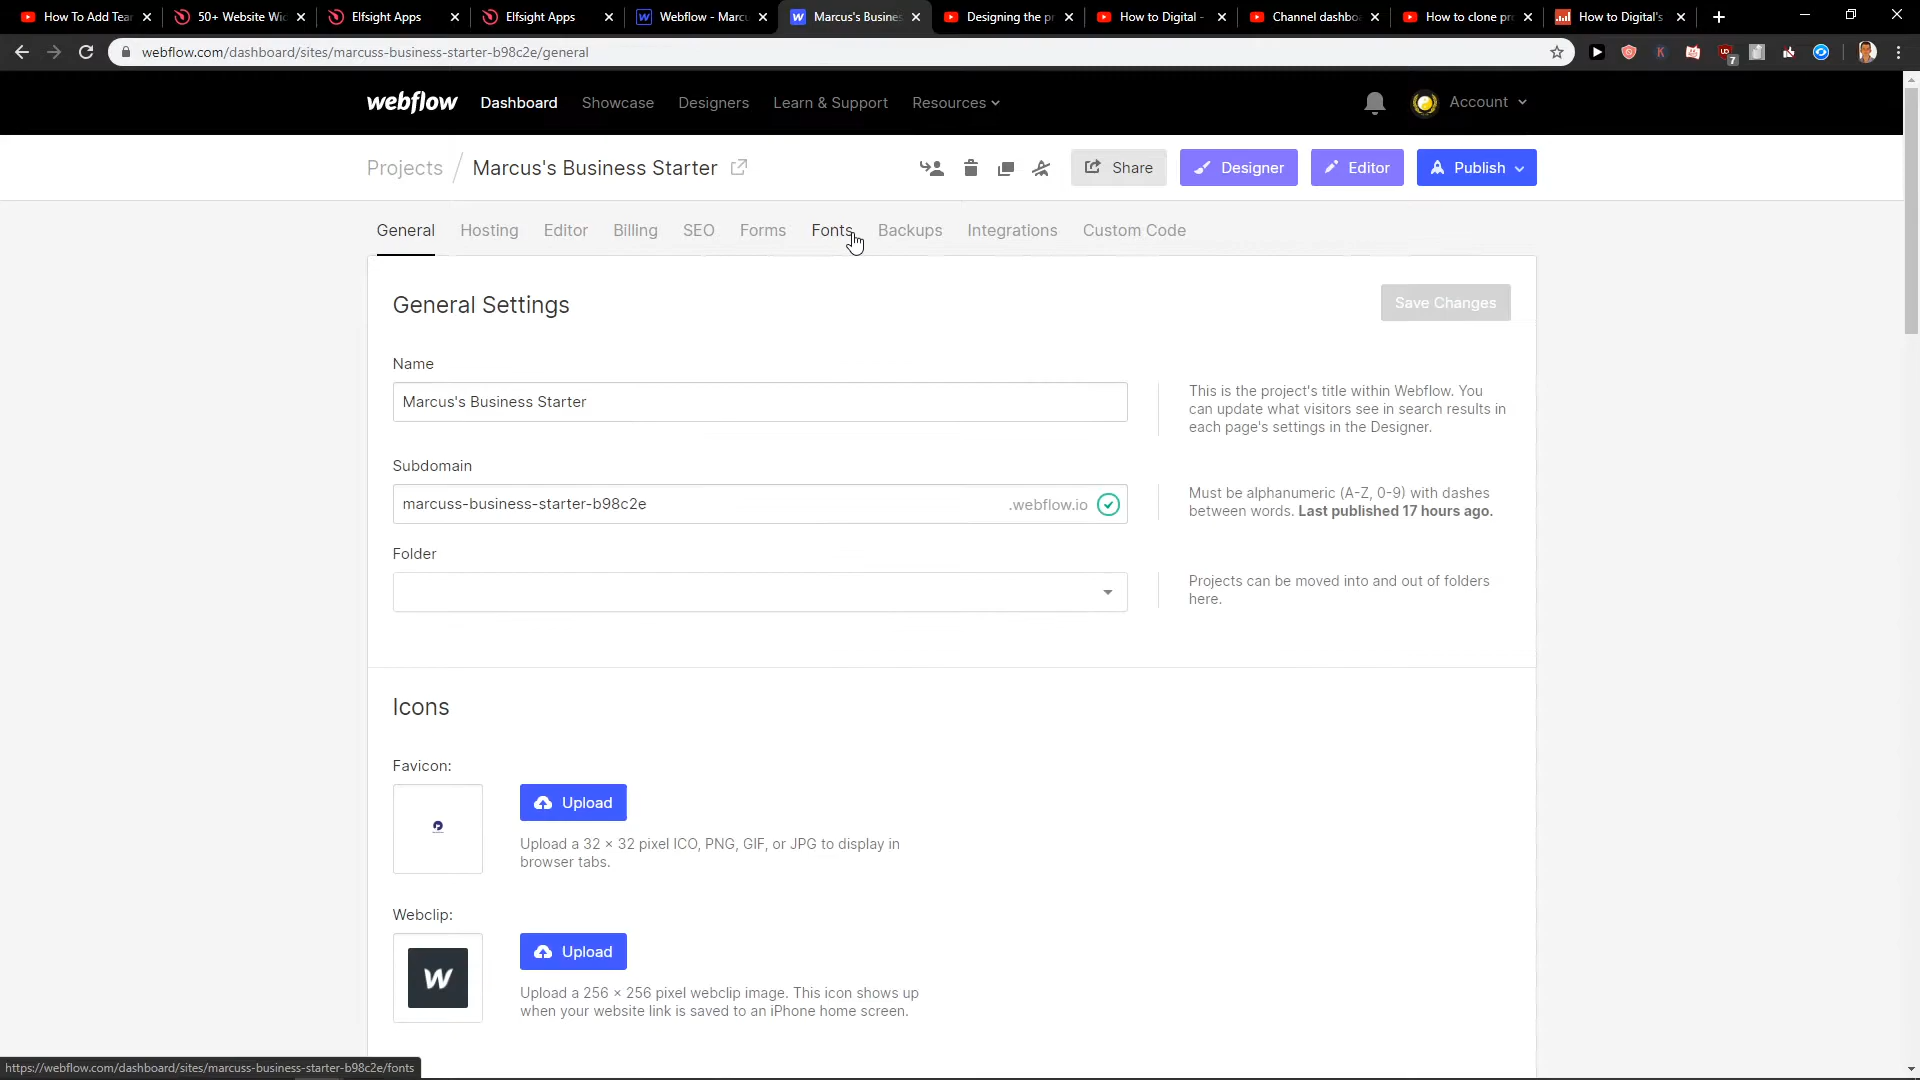 How To Add Tea
50+ Website Wi
Elfsight Apps
Elfsight Apps
Webflow - Marcu
Marcus's Busines
Designing the p
How to Digital -
Channel dashbo
How to clone pr
How to Digital's
webflow.com/dashboard/sites/marcuss-business-starter-b98c2e/general
7
webflow
Dashboard
Showcase
Designers
Learn & Support
Resources
Account
Projects / Marcus's Business Starter
Share
Designer
Editor
Publish
General
Hosting
Editor
Billing
SEO
Forms
Fonts
Backups
Integrations
Custom Code
General Settings
Save Changes
Name
Marcus's Business Starter
This is the project's title within Webflow. You
can update what visitors see in search results in
each page's settings in the Designer.
Subdomain
marcuss-business-starter-b98c2e
.webflow.io
Must be alphanumeric (A-Z, 0-9) with dashes
between words. Last published 17 hours ago.
Folder
Projects can be moved into and out of folders
here.
Icons
Favicon:
Upload
Upload a 32 × 32 pixel ICO, PNG, GIF, or JPG to display in
browser tabs.
Webclip:
W
Upload
Upload a 256 × 256 pixel webclip image. This icon shows up
when your website link is saved to an iPhone home screen.
https://webflow.com/dashboard/sites/marcuss-business-starter-b98c2e/fonts